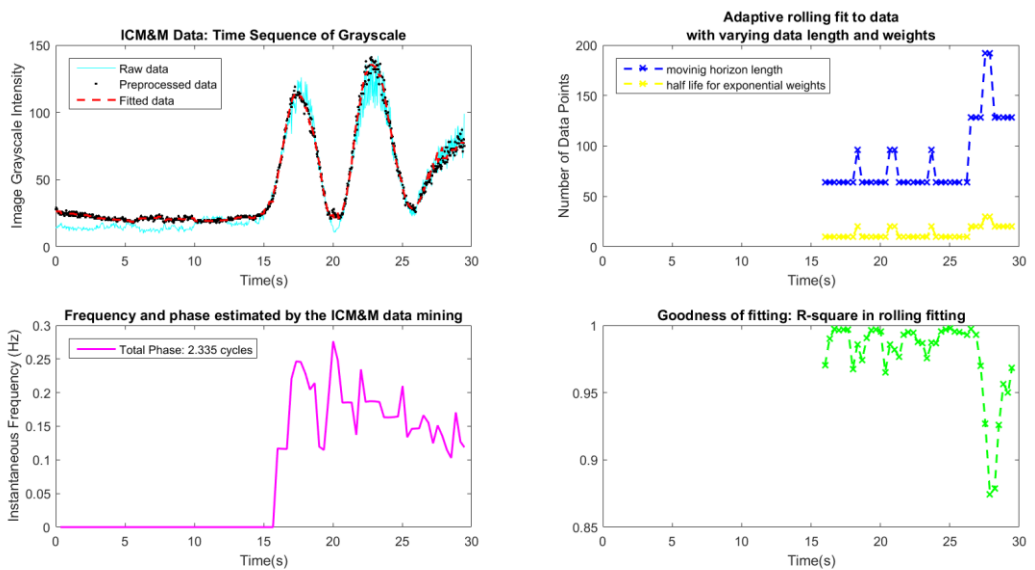 ICM&M Data: Time Sequence of Grayscale
Image Grayscale Intensity
150
100
50
0
Raw data
Preprocessed data
Fitted data
0 5 10 15 20 25 30
Time(s)
Adaptive rolling fit to data
with varying data length and weights
Number of Data Points
200
150
100
50
0
movinig horizon length
half life for exponential weights
0 5 10 15 20 25 30
Time(s)
Frequency and phase estimated by the ICM&M data mining
Instantaneous Frequency (Hz)
0.3
0.25
0.2
0.15
0.1
0.05
0
Total Phase: 2.335 cycles
0 5 10 15 20 25 30
Time(s)
Goodness of fitting: R-square in rolling fitting
1
0.95
0.9
0.85
0 5 10 15 20 25 30
Time(s)